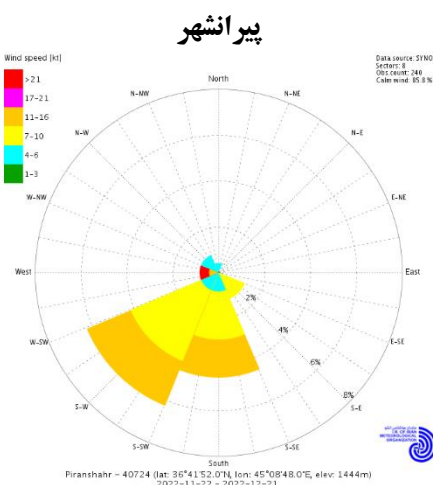 پیرانشهر
Wind speed [kt]
>21
17-21
11-16
7-10
4-6
1-3
Data source: SYNO
Sectors: 8
Obs.count: 240
Calm wind: 85.8 %
North
N-NE
N-E
E-NE
East
E-SE
S-E
S-SE
South
S-SW
S-W
W-SW
West
W-NW
N-W
N-NW
2%
4%
6%
8%
Piranshahr - 40724 (lat: 36°41'52.0"N, lon: 45°08'48.0"E, elev: 1444m)
2022-11-22 - 2022-12-21